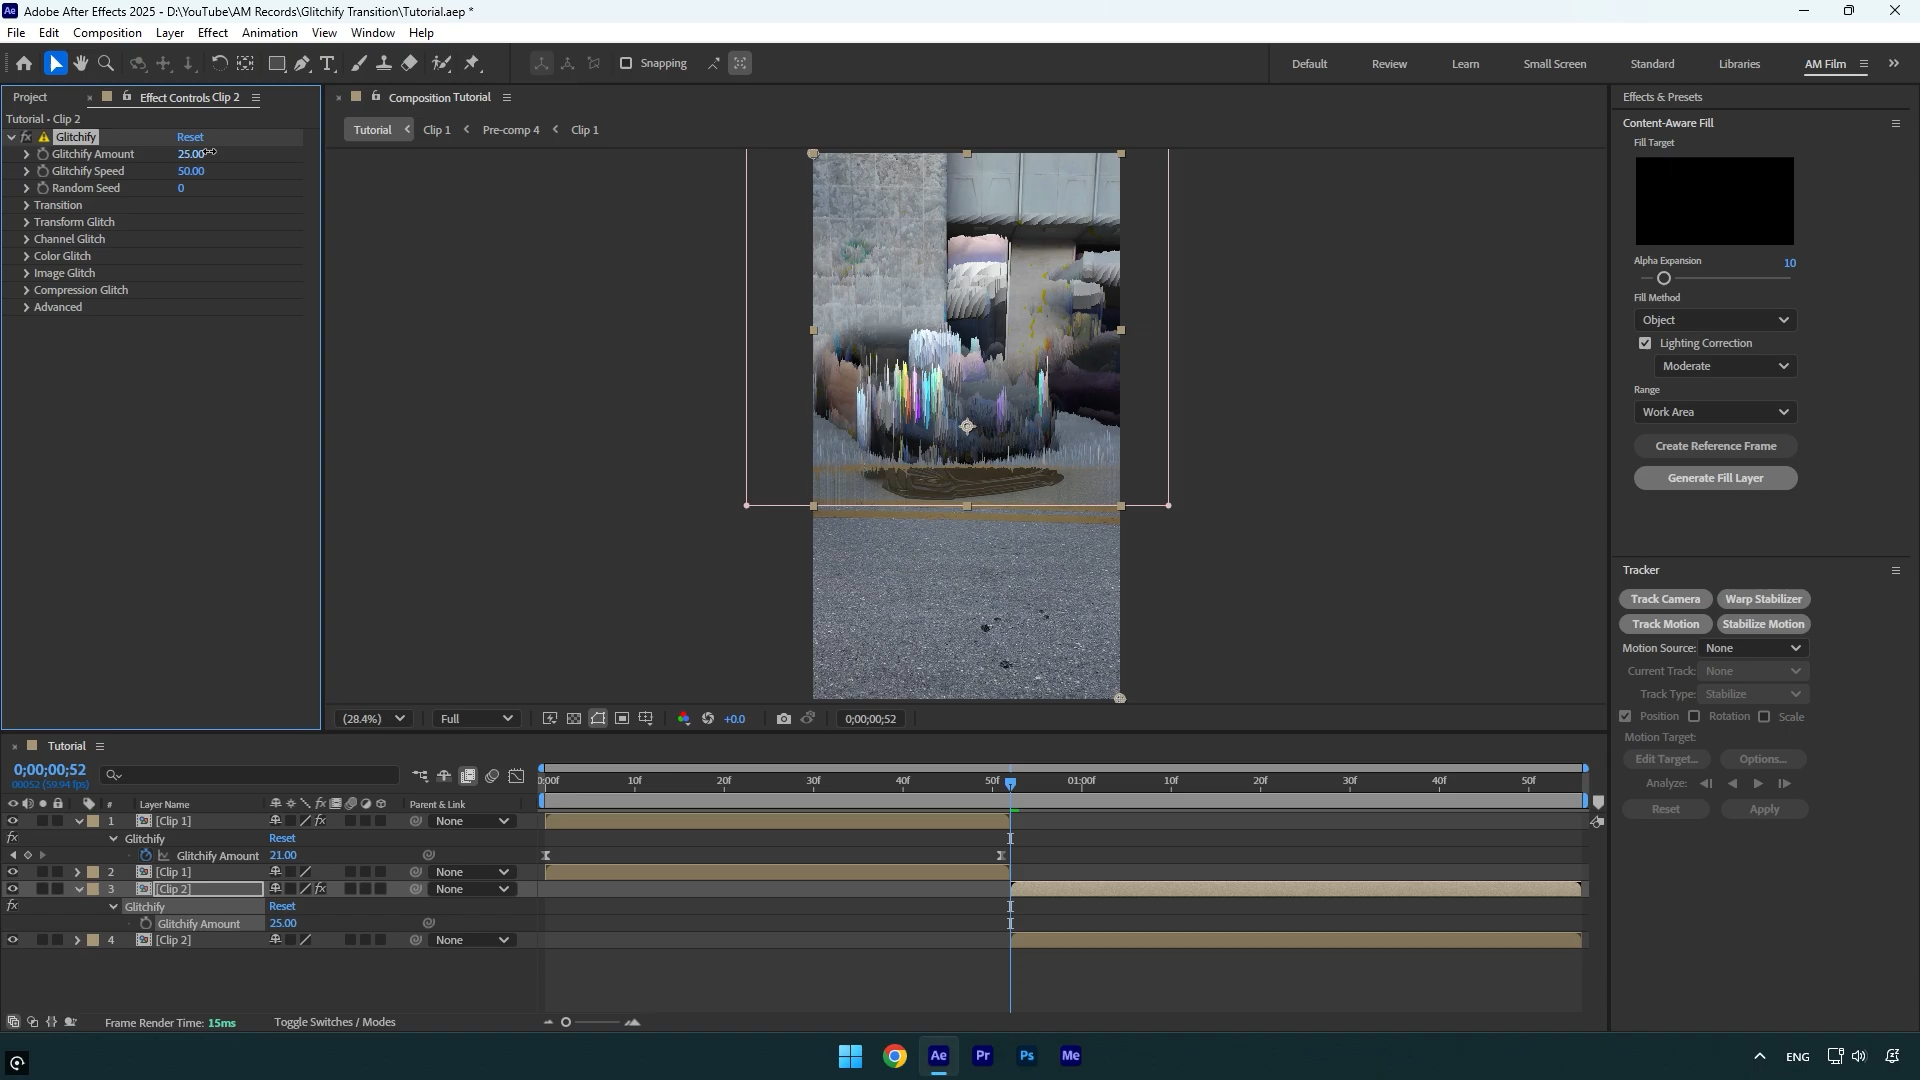 Adobe After Effects 2025 - D:\YouTube\AM Records\Glitchify Transition\Tutorial.aep *
File Edit Composition Layer Effect Animation View Window Help
Snapping
Default Review Learn Small Screen Standard Libraries AM Film
Project
Effect Controls Clip 2
Tutorial • Clip 2
fx Glitchify Reset
Glitchify Amount 25.00
Glitchify Speed 50.00
Random Seed 0
Transition
Transform Glitch
Channel Glitch
Color Glitch
Image Glitch
Compression Glitch
Advanced
Composition Tutorial
Tutorial Clip 1 Pre-comp 4 Clip 1
(28.4%) Full +0.0 0;00;00;52
Effects & Presets
Content-Aware Fill
Fill Target
Alpha Expansion 10
Fill Method
Object
Lighting Correction
Moderate
Range
Work Area
Create Reference Frame
Generate Fill Layer
Tracker
Track Camera Warp Stabilizer
Track Motion Stabilize Motion
Motion Source: None
Current Track: None
Track Type: Stabilize
Position Rotation Scale
Motion Target:
Edit Target... Options...
Analyze:
Reset Apply
Tutorial
0;00;00;52
00052 (59.94 fps)
0:00f 10f 20f 30f 40f 50f 01:00f 10f 20f 30f 40f 50f
# Layer Name fx Parent & Link
1 [Clip 1] fx None
fx Glitchify Reset
Glitchify Amount 21.00
2 [Clip 1] None
3 [Clip 2] fx None
fx Glitchify Reset
Glitchify Amount 25.00
4 [Clip 2] None
Frame Render Time: 15ms Toggle Switches / Modes
Ae Pr Ps Me
ENG